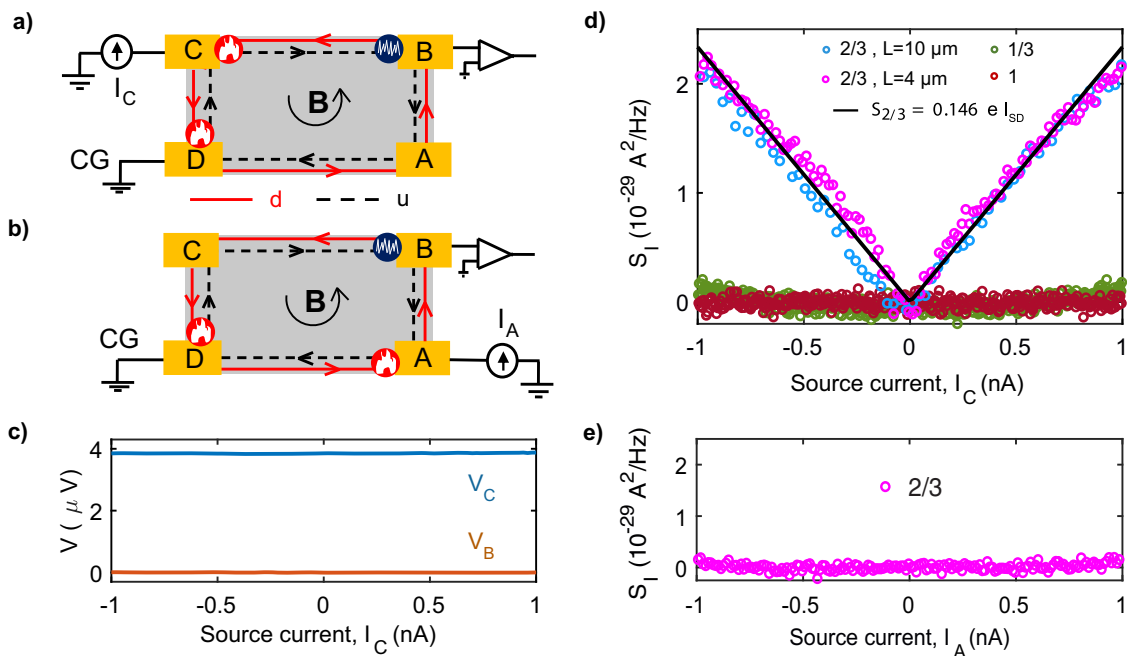 a)
C
B
I_C
B
CG
D
A
d
u
b)
C
B
B
I_A
CG
D
A
c)
4
2
0
V ( μ V)
V_C
V_B
-1
-0.5
0
0.5
1
Source current, I_C (nA)
d)
2/3 , L=10 μm
1/3
2/3 , L=4 μm
1
S_2/3 = 0.146 e I_SD
2
1
0
S_I (10^-29 A^2/Hz)
-1
-0.5
0
0.5
1
Source current, I_C (nA)
e)
2/3
2
1
0
S_I (10^-29 A^2/Hz)
-1
-0.5
0
0.5
1
Source current, I_A (nA)